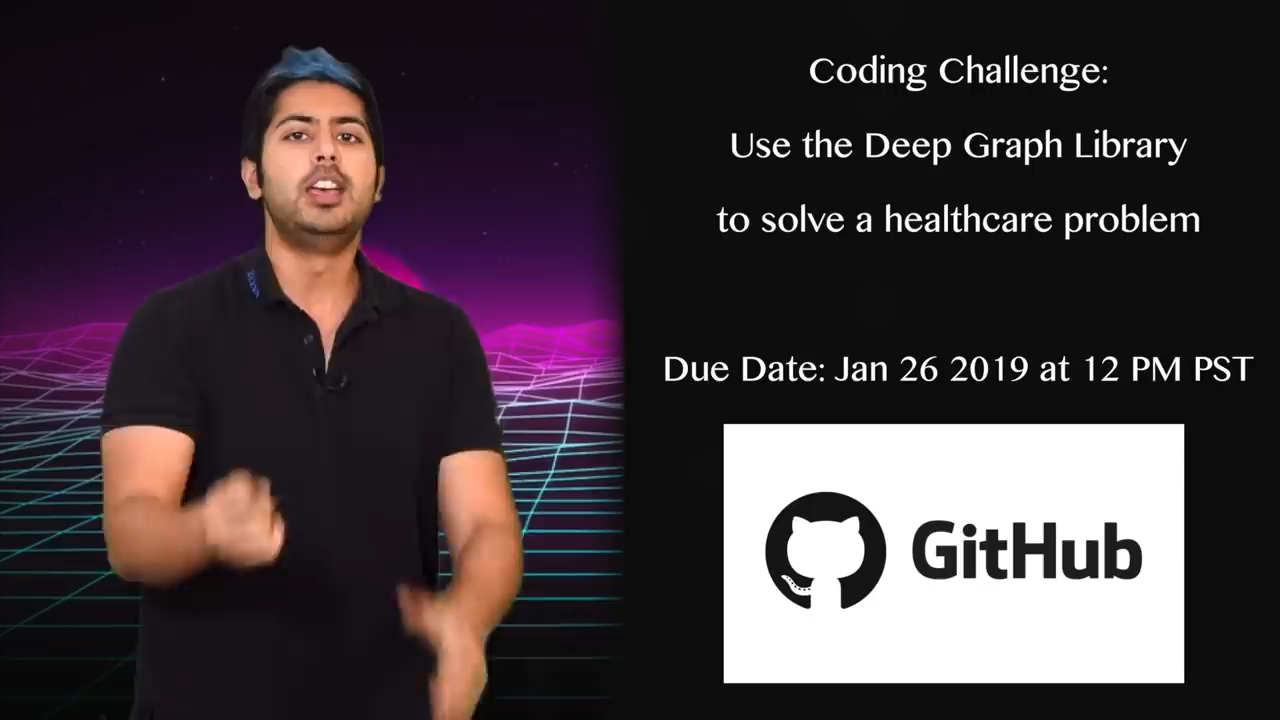 Coding Challenge:
Use the Deep Graph Library
to solve a healthcare problem
Due Date: Jan 26 2019 at 12 PM PST
GitHub